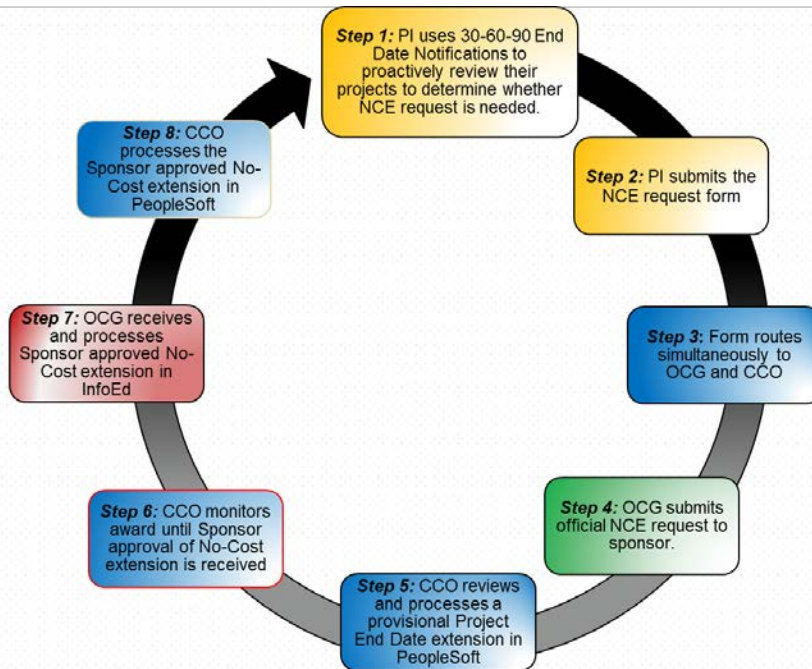 Step 1: PI uses 30-60-90 End
Date Notifications to
proactively review their
projects to determine whether
NCE request is needed.
Step 2: PI submits the
NCE request form
Step 3: Form routes
simultaneously to
OCG and CCO
Step 4: OCG submits
official NCE request to
sponsor.
Step 5: CCO reviews
and processes a
provisional Project
End Date extension in
PeopleSoft
Step 6: CCO monitors
award until Sponsor
approval of No-Cost
extension is received
Step 7: OCG receives
and processes
Sponsor approved No-
Cost extension in
InfoEd
Step 8: CCO
processes the
Sponsor approved No-
Cost extension in
PeopleSoft